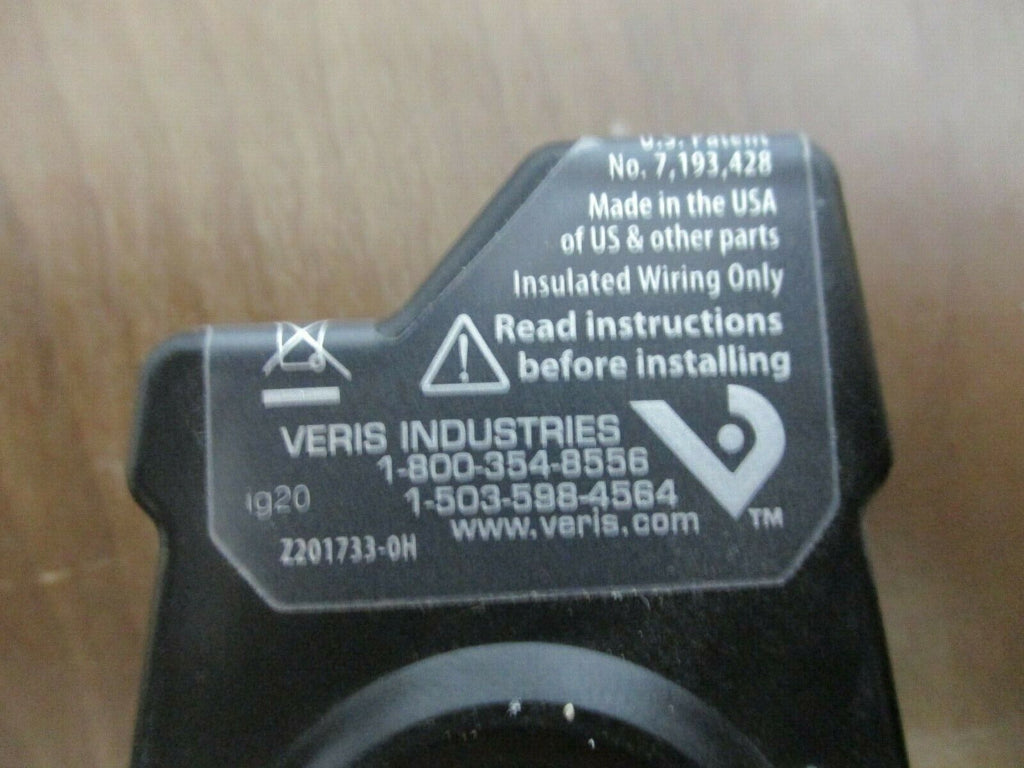 U.S. Patent
No. 7,193,428
Made in the USA
of US & other parts
Insulated Wiring Only
Read instructions
before installing
VERIS INDUSTRIES
1-800-354-8556
1-503-598-4564
www.veris.com
TM
ig20
Z201733-0H